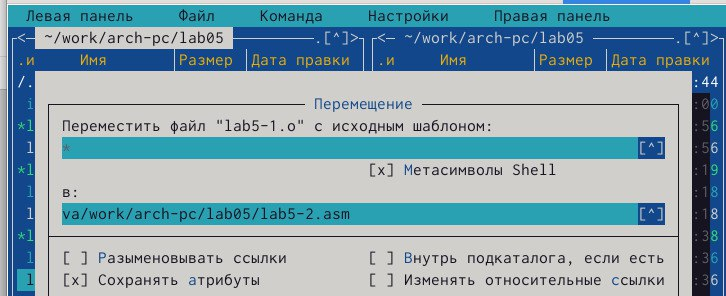 Левая панель Файл Команда Настройки Правая панель
<─ ~/work/arch-pc/lab05 ─.[^]> <─ ~/work/arch-pc/lab05 ─.[^]>
.и Имя Размер Дата правки .и Имя Размер Дата правки
/. :44
Перемещение
i :00
*l Переместить файл "lab5-1.o" с исходным шаблоном: :56
l * [^] :56
*l [x] Метасимволы Shell :19
l в: :18
l va/work/arch-pc/lab05/lab5-2.asm [^] :18
*l :38
l [ ] Разыменовывать ссылки [ ] Внутрь подкаталога, если есть :36
l [x] Сохранять атрибуты [ ] Изменять относительные ссылки :36